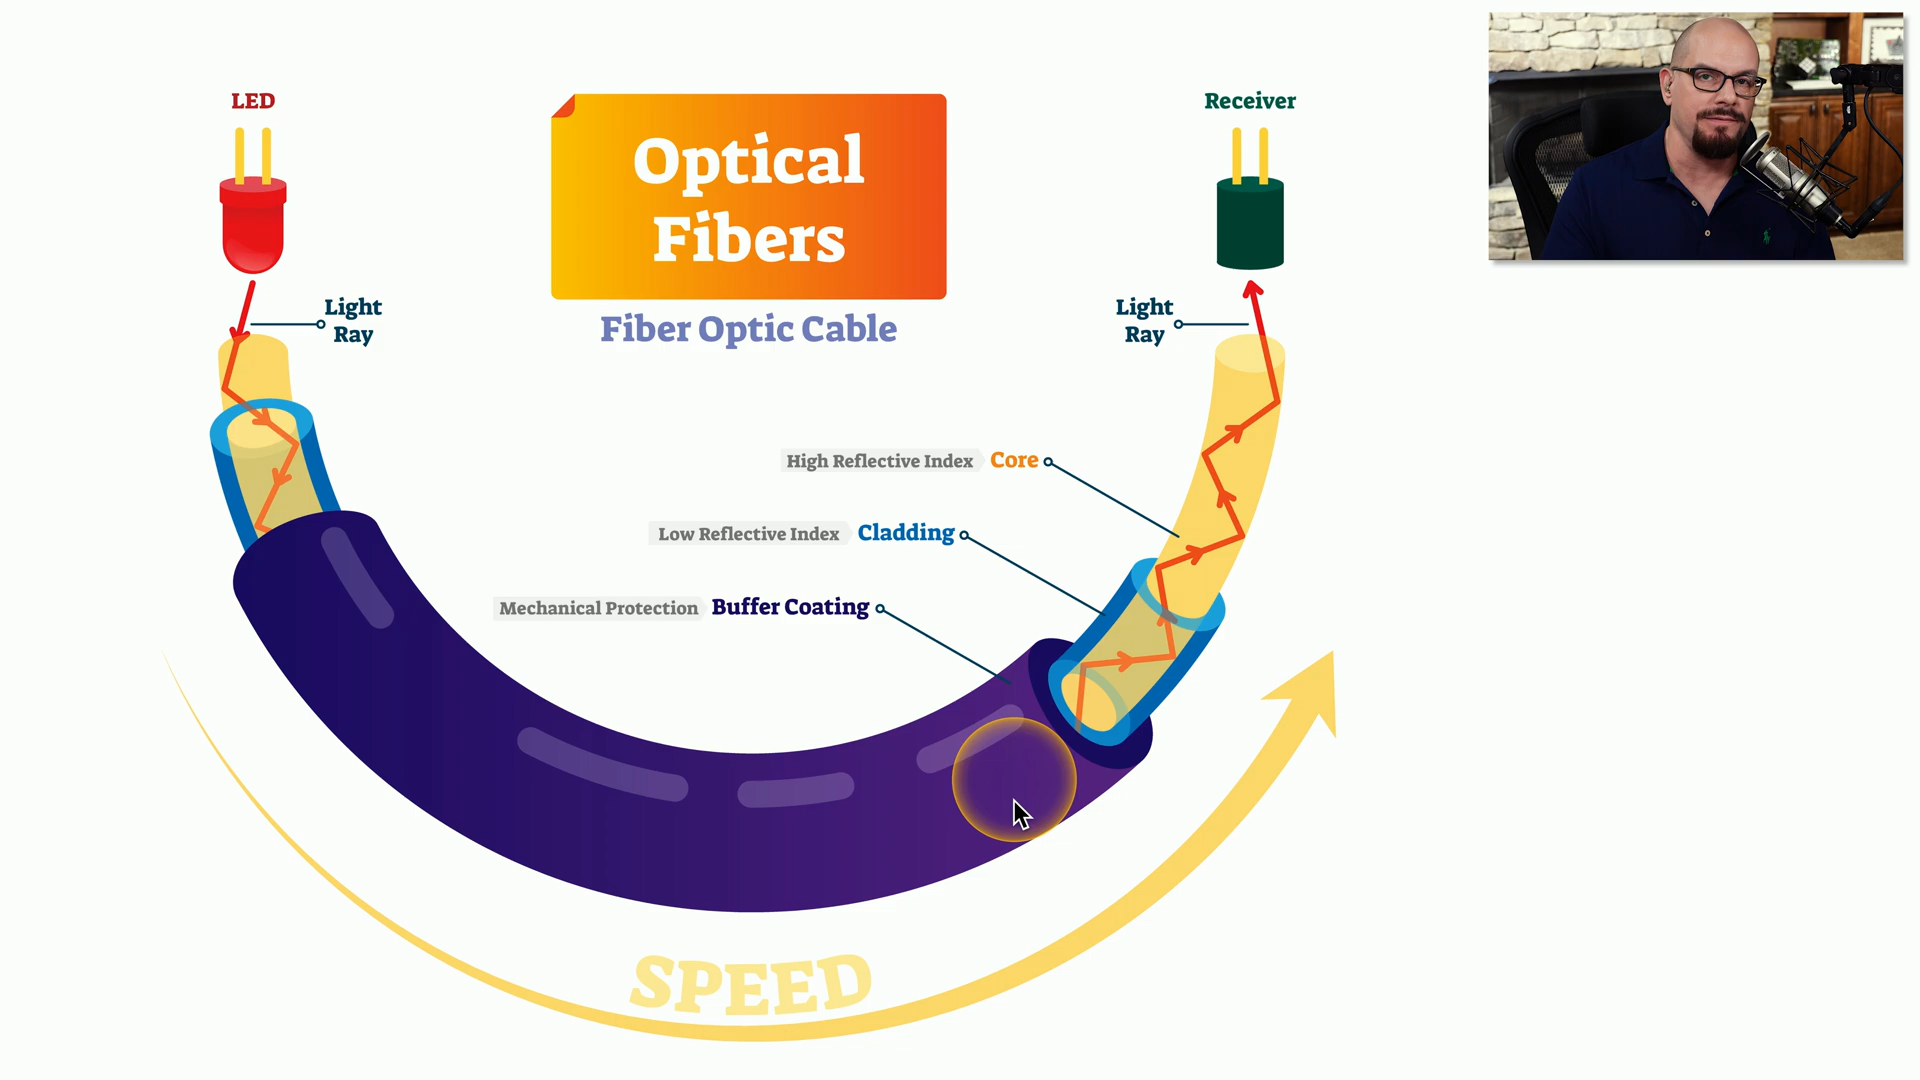 LED
Optical
Fibers
Fiber Optic Cable
Receiver
Light
Ray
Light
Ray
High Reflective Index Core
Low Reflective Index Cladding
Mechanical Protection Buffer Coating
SPEED